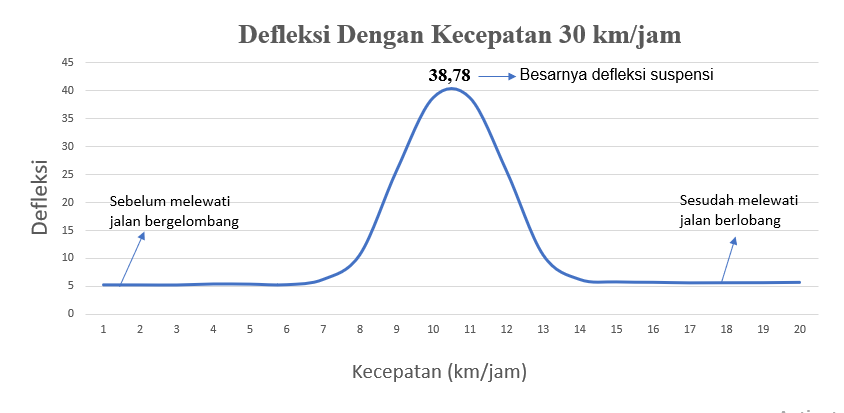 Defleksi Dengan Kecepatan 30 km/jam
45
40
35
30
25
20
15
10
5
0
Defleksi
38,78
Besarnya defleksi suspensi
Sebelum melewati
jalan bergelombang
Sesudah melewati
jalan berlobang
1 2 3 4 5 6 7 8 9 10 11 12 13 14 15 16 17 18 19 20
Kecepatan (km/jam)